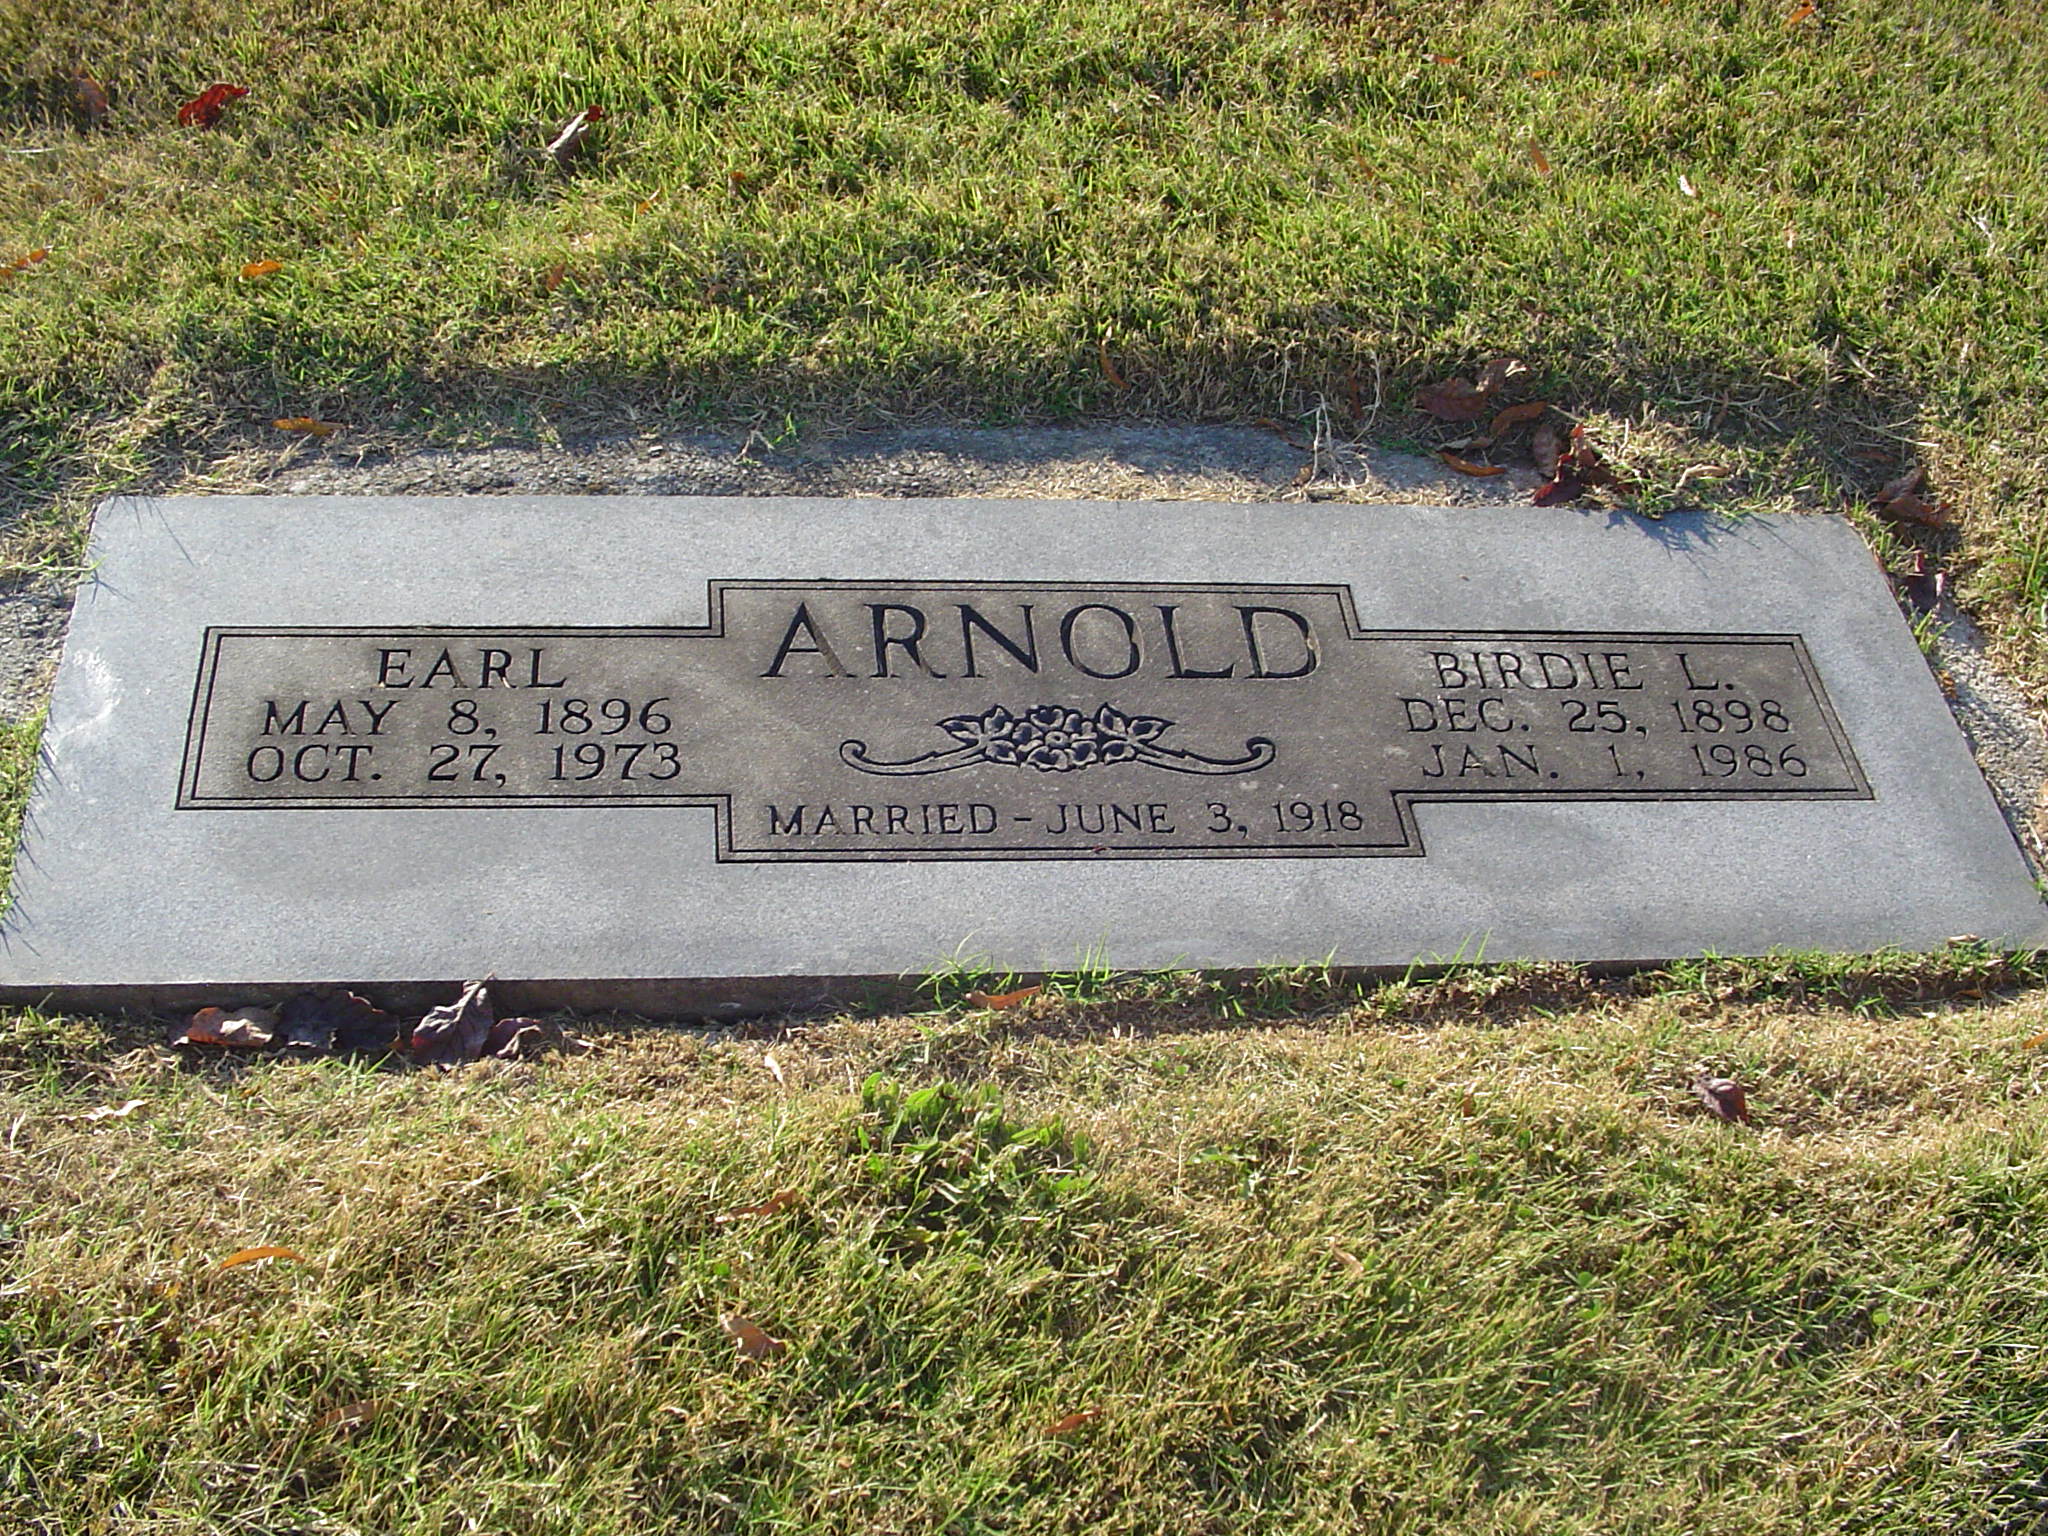 ARNOLD
EARL
MAY 8, 1896
OCT. 27, 1973
BIRDIE L.
DEC. 25, 1898
JAN. 1, 1986
MARRIED - JUNE 3, 1918